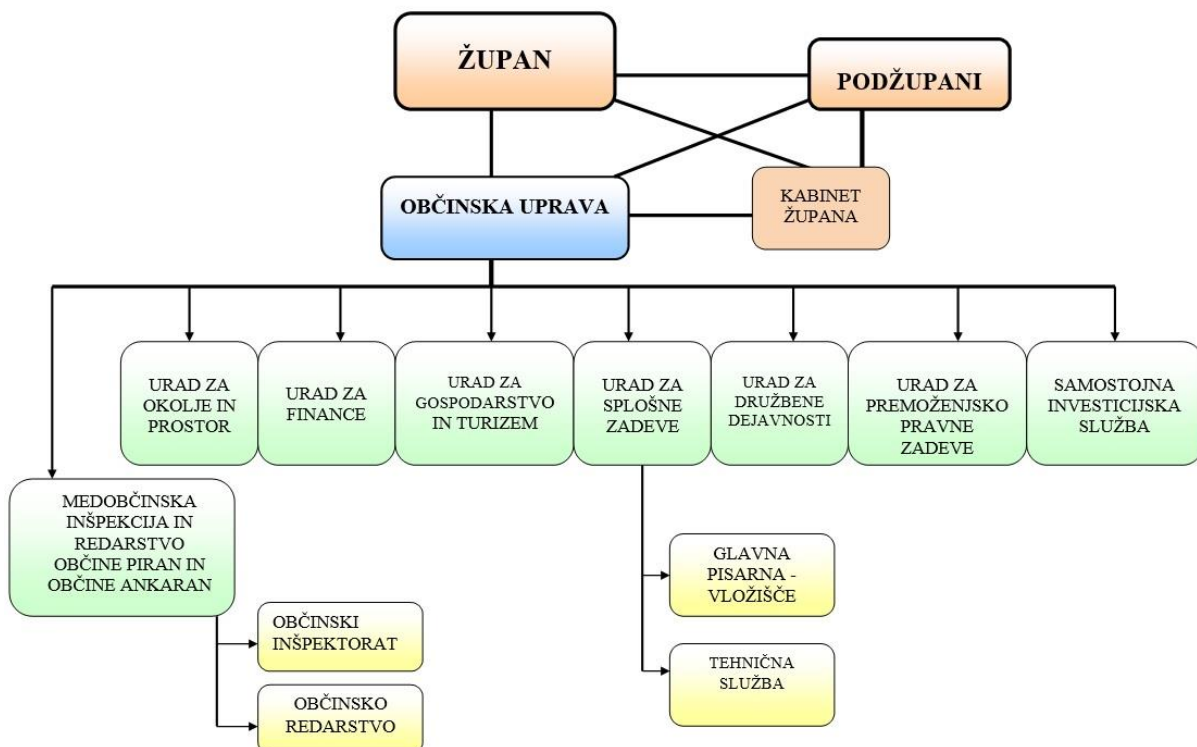 ŽUPAN
PODŽUPANI
OBČINSKA UPRAVA
KABINET
ŽUPANA
URAD ZA
OKOLJE IN
PROSTOR
URAD ZA
FINANCE
URAD ZA
GOSPODARSTVO
IN TURIZEM
URAD ZA
SPLOŠNE
ZADEVE
URAD ZA
DRUŽBENE
DEJAVNOSTI
URAD ZA
PREMOŽENJSKO
PRAVNE
ZADEVE
SAMOSTOJNA
INVESTICIJSKA
SLUŽBA
MEDOBČINSKA
INŠPEKCIJA IN
REDARSTVO
OBČINE PIRAN IN
OBČINE ANKARAN
GLAVNA
PISARNA -
VLOŽIŠČE
OBČINSKI
INŠPEKTORAT
TEHNIČNA
SLUŽBA
OBČINSKO
REDARSTVO